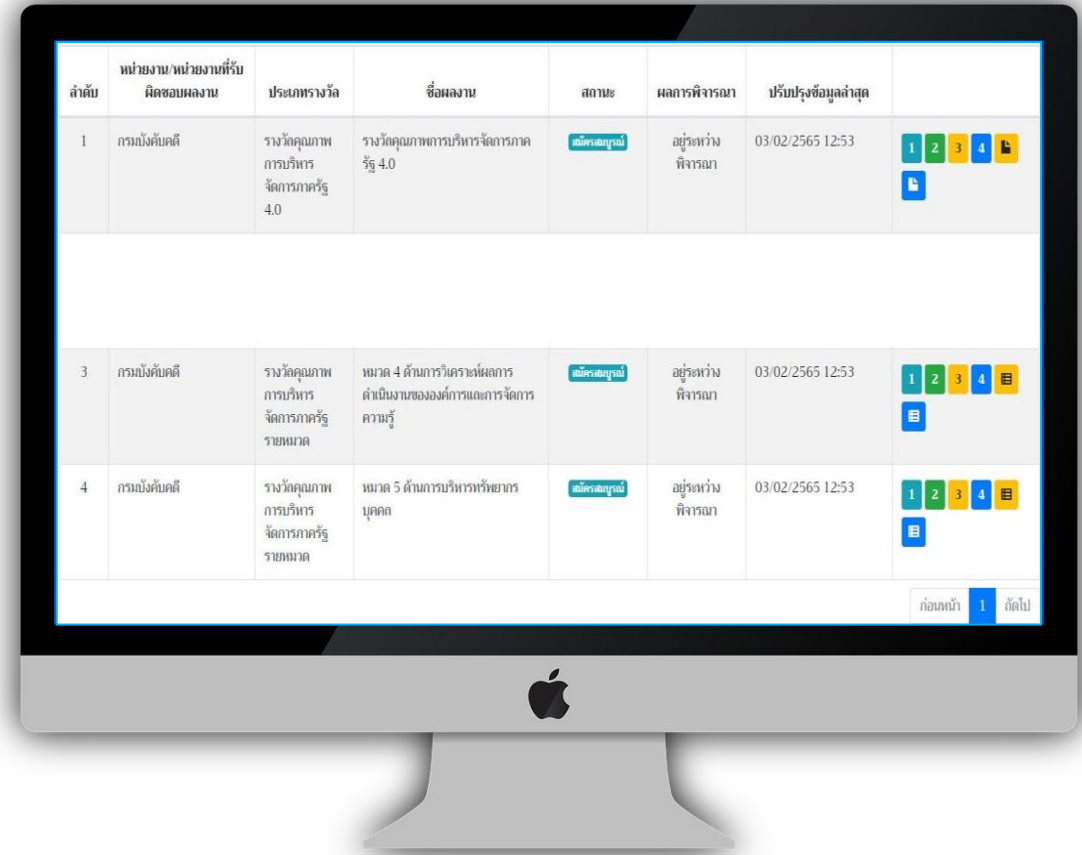 ลำดับ
หน่วยงาน/หน่วยงานที่รับ
ผิดชอบผลงาน
ประเภทรางวัล
ชื่อผลงาน
สถานะ
ผลการพิจารณา
ปรับปรุงข้อมูลล่าสุด
1
กรมบังคับคดี
รางวัลคุณภาพ
การบริหาร
จัดการภาครัฐ
4.0
รางวัลคุณภาพการบริหารจัดการภาค
รัฐ 4.0
สมัครสมบูรณ์
อยู่ระหว่าง
พิจารณา
03/02/2565 12:53
1 2 3 4
3
กรมบังคับคดี
รางวัลคุณภาพ
การบริหาร
จัดการภาครัฐ
รายหมวด
หมวด 4 ด้านการวิเคราะห์ผลการ
ดำเนินงานขององค์การและการจัดการ
ความรู้
สมัครสมบูรณ์
อยู่ระหว่าง
พิจารณา
03/02/2565 12:53
1 2 3 4
4
กรมบังคับคดี
รางวัลคุณภาพ
การบริหาร
จัดการภาครัฐ
รายหมวด
หมวด 5 ด้านการบริหารทรัพยากร
บุคคล
สมัครสมบูรณ์
อยู่ระหว่าง
พิจารณา
03/02/2565 12:53
1 2 3 4
ก่อนหน้า 1 ถัดไป